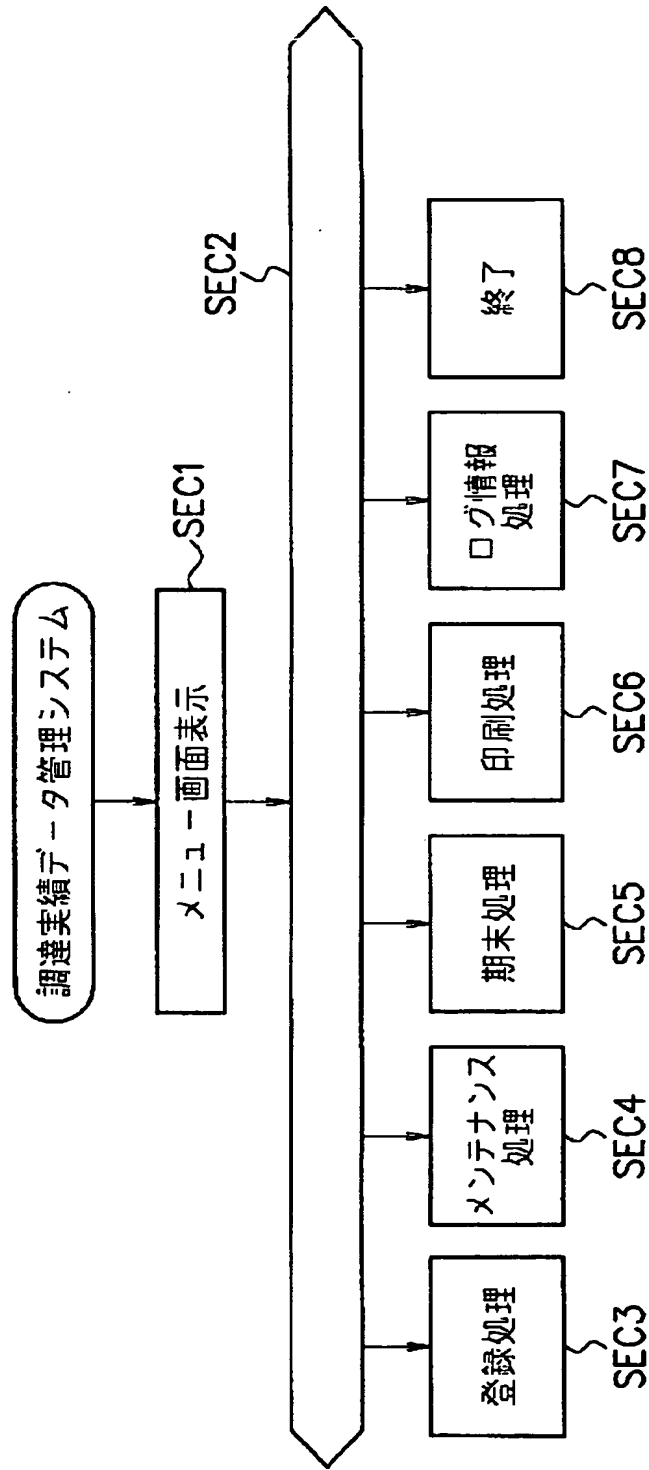 調達実績データ管理システム
メニュー画面表示
SEC1
SEC2
登録処理
メンテナンス
処理
期末処理
印刷処理
ログ情報
処理
終了
SEC3
SEC4
SEC5
SEC6
SEC7
SEC8